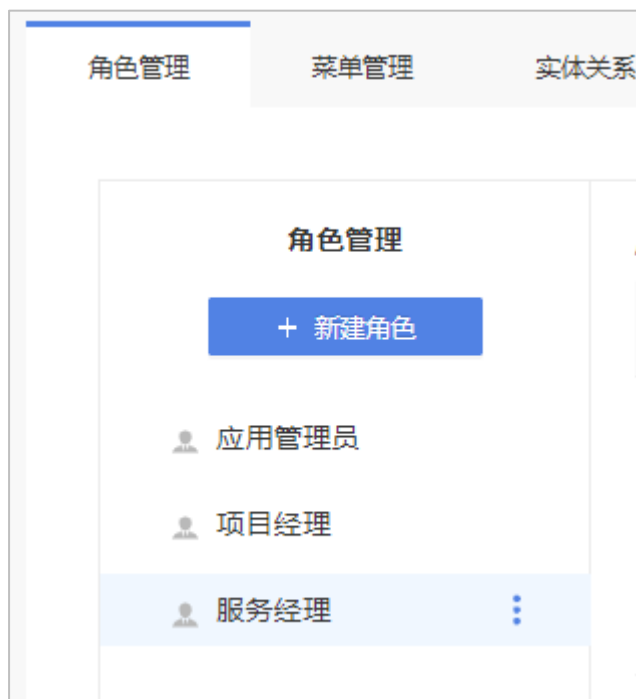 角色管理 菜单管理 实体关系
角色管理
+ 新建角色
应用管理员
项目经理
服务经理